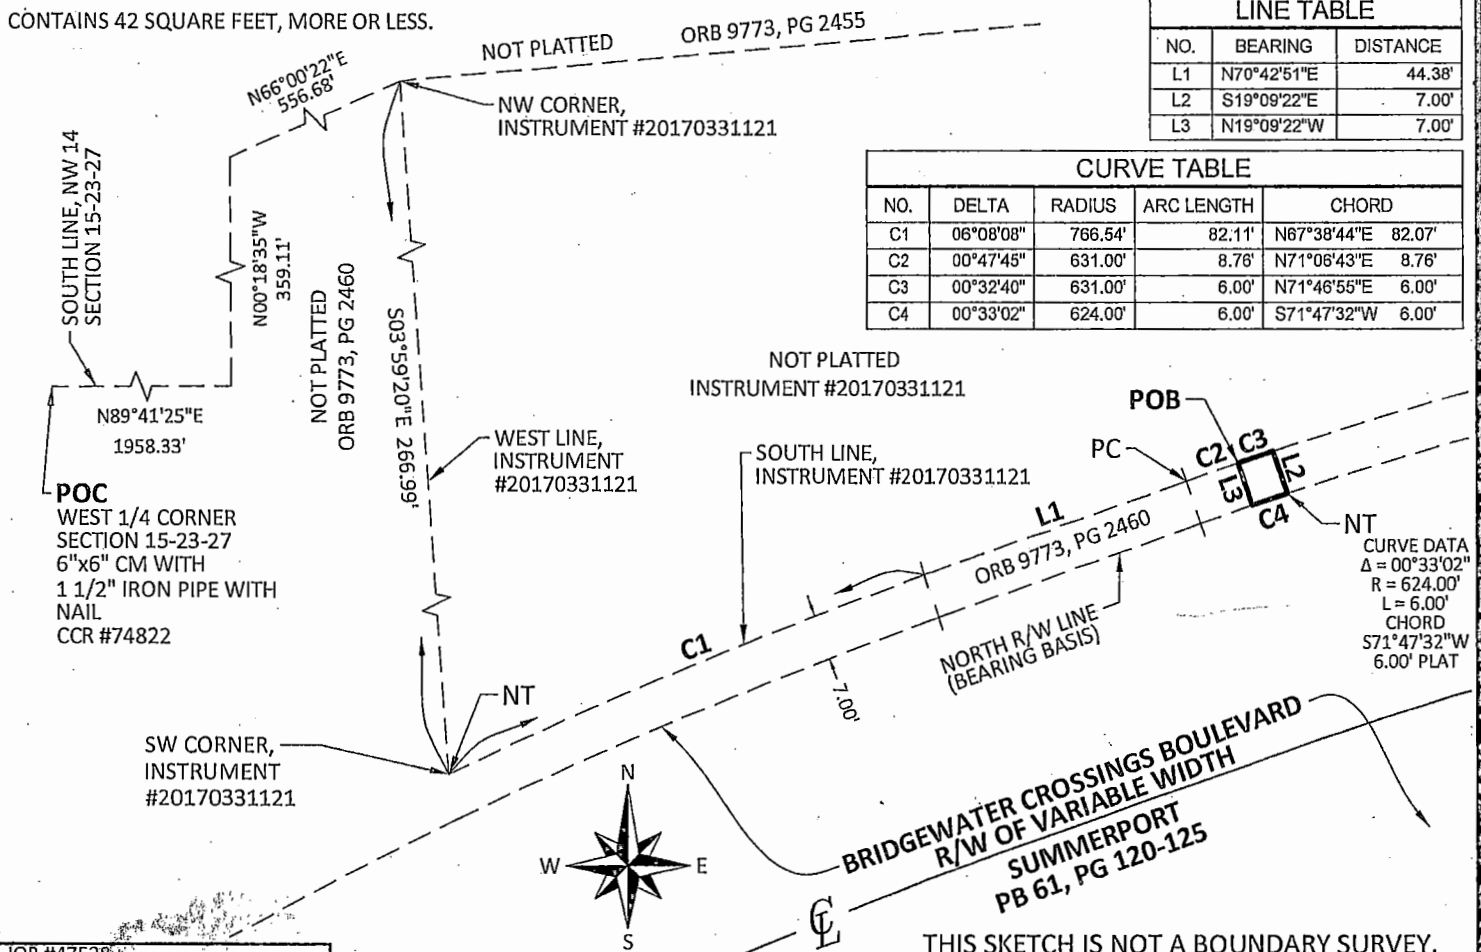 CONTAINS 42 SQUARE FEET, MORE OR LESS.
NOT PLATTED
ORB 9773, PG 2455
N66°00'22"E
556.68'
NW CORNER,
INSTRUMENT #20170331121
LINE TABLE
NO. BEARING DISTANCE
L1 N70°42'51"E 44.38'
L2 S19°09'22"E 7.00'
L3 N19°09'22"W 7.00'
CURVE TABLE
NO. DELTA RADIUS ARC LENGTH CHORD
C1 06°08'08" 766.54' 82.11' N67°38'44"E 82.07'
C2 00°47'45" 631.00' 8.76' N71°06'43"E 8.76'
C3 00°32'40" 631.00' 6.00' N71°46'55"E 6.00'
C4 00°33'02" 624.00' 6.00' S71°47'32"W 6.00'
SOUTH LINE, NW 14
SECTION 15-23-27
N00°18'35"W
359.11'
NOT PLATTED
ORB 9773, PG 2460
S03°59'20"E 266.99'
N89°41'25"E
1958.33'
POC
WEST 1/4 CORNER
SECTION 15-23-27
6"x6" CM WITH
1 1/2" IRON PIPE WITH
NAIL
CCR #74822
WEST LINE,
INSTRUMENT
#20170331121
NOT PLATTED
INSTRUMENT #20170331121
SOUTH LINE,
INSTRUMENT #20170331121
POB
PC
C2
C3
L2
L3
C4
NT
L1
ORB 9773, PG 2460
CURVE DATA
Δ = 00°33'02"
R = 624.00'
L = 6.00'
CHORD
S71°47'32"W
6.00' PLAT
C1
NORTH R/W LINE
(BEARING BASIS)
7.00'
NT
SW CORNER,
INSTRUMENT
#20170331121
N
W
E
S
BRIDGEWATER CROSSINGS BOULEVARD
R/W OF VARIABLE WIDTH
SUMMERPORT
PB 61, PG 120-125
CL
THIS SKETCH IS NOT A BOUNDARY SURVEY.